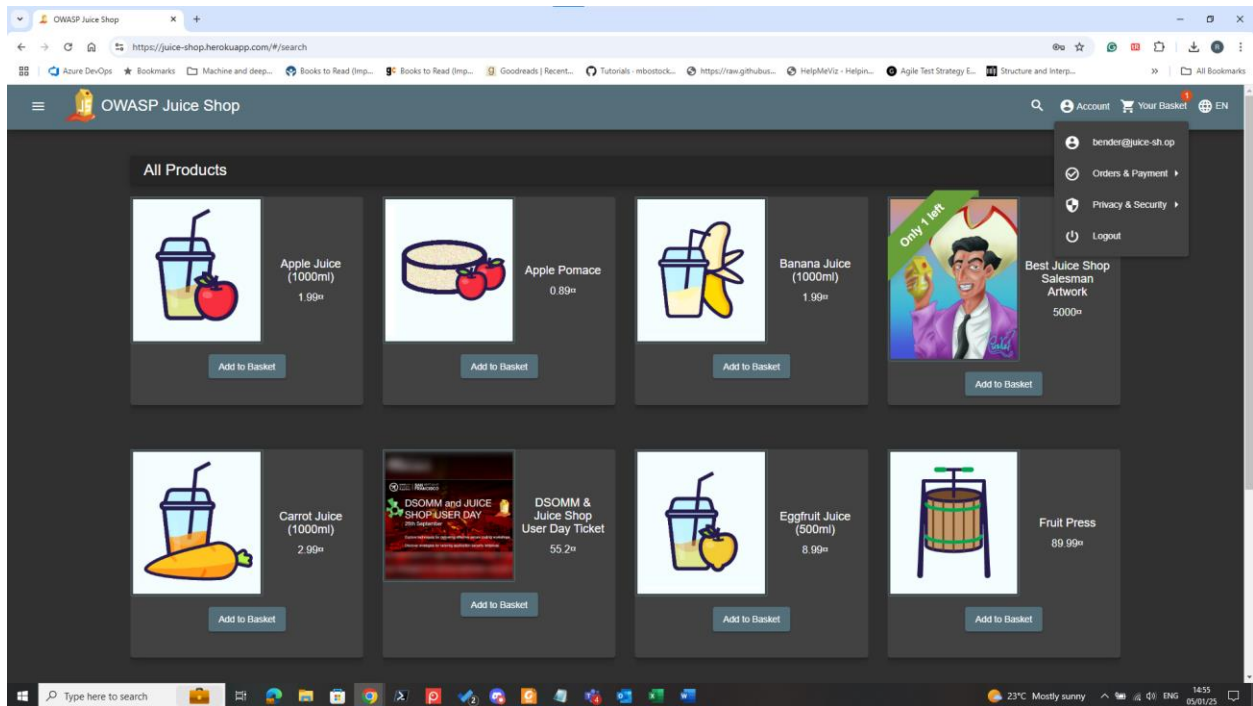 OWASP Juice Shop
https://juice-shop.herokuapp.com/#/search
Azure DevOps
Bookmarks
Machine and deep...
Books to Read (Imp...
Books to Read (Imp...
Goodreads | Recent...
Tutorials - mbostock...
https://raw.githubus...
HelpMeViz - Helpin...
Agile Test Strategy E...
Structure and Interp...
»
All Bookmarks
OWASP Juice Shop
Account
Your Basket
1
EN
bender@juice-sh.op
Orders & Payment
Privacy & Security
Logout
All Products
Apple Juice
(1000ml)
1.99¤
Add to Basket
Apple Pomace
0.89¤
Add to Basket
Banana Juice
(1000ml)
1.99¤
Add to Basket
Only 1 left
Best Juice Shop
Salesman
Artwork
5000¤
Add to Basket
Carrot Juice
(1000ml)
2.99¤
Add to Basket
DSOMM and JUICE
SHOP USER DAY
26th September
DSOMM &
Juice Shop
User Day Ticket
55.2¤
Add to Basket
Eggfruit Juice
(500ml)
8.99¤
Add to Basket
Fruit Press
89.99¤
Add to Basket
Type here to search
23°C Mostly sunny
ENG
14:55
05/01/25